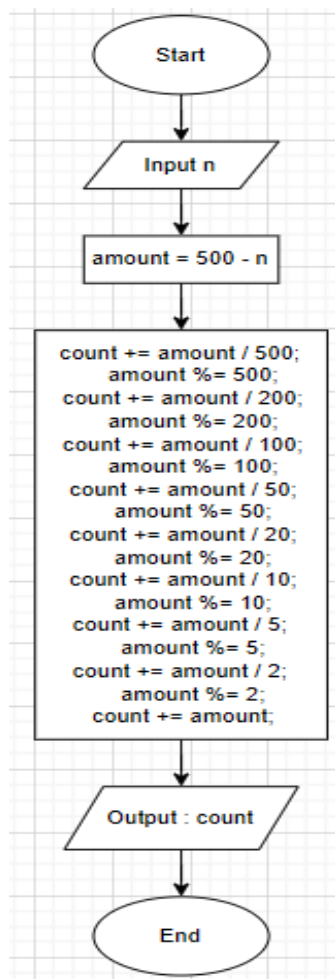 Start
Input n
amount = 500 - n
count += amount / 500;
amount %= 500;
count += amount / 200;
amount %= 200;
count += amount / 100;
amount %= 100;
count += amount / 50;
amount %= 50;
count += amount / 20;
amount %= 20;
count += amount / 10;
amount %= 10;
count += amount / 5;
amount %= 5;
count += amount / 2;
amount %= 2;
count += amount;
Output : count
End